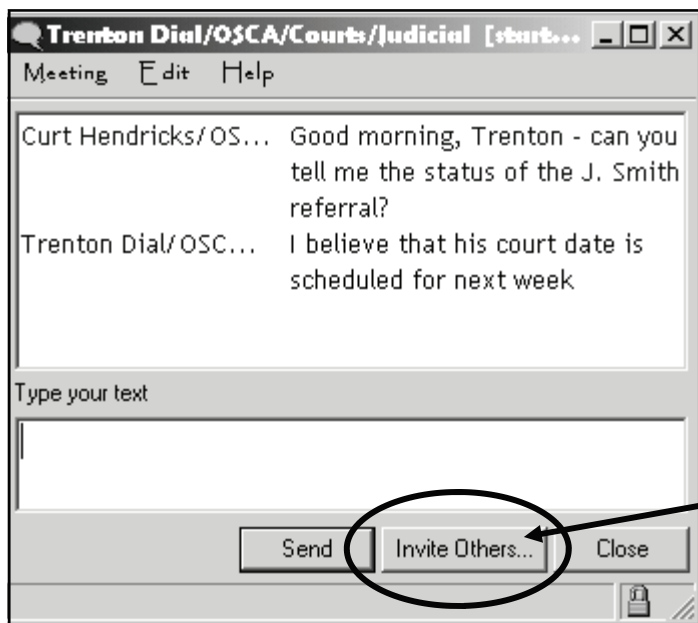 Trenton Dial/OSCA/Courts/Judicial [start...
Meeting Edit Help
Curt Hendricks/OS... Good morning, Trenton - can you
tell me the status of the J. Smith
referral?
Trenton Dial/OSC... I believe that his court date is
scheduled for next week
Type your text
Send Invite Others... Close